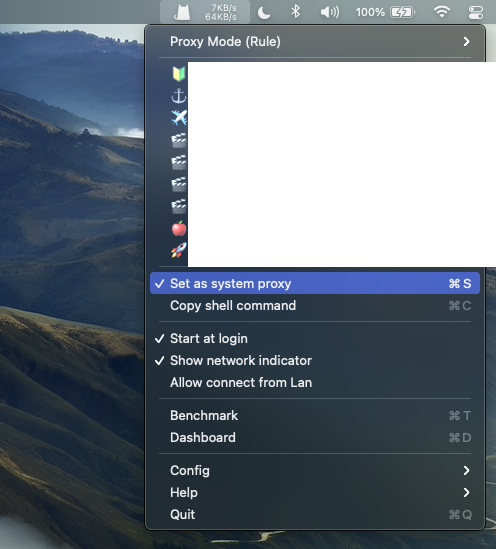 7KB/s
64KB/s
100%
Proxy Mode (Rule)
Set as system proxy ⌘ S
Copy shell command ⌘ C
Start at login
Show network indicator
Allow connect from Lan
Benchmark ⌘ T
Dashboard ⌘ D
Config
Help
Quit ⌘ Q